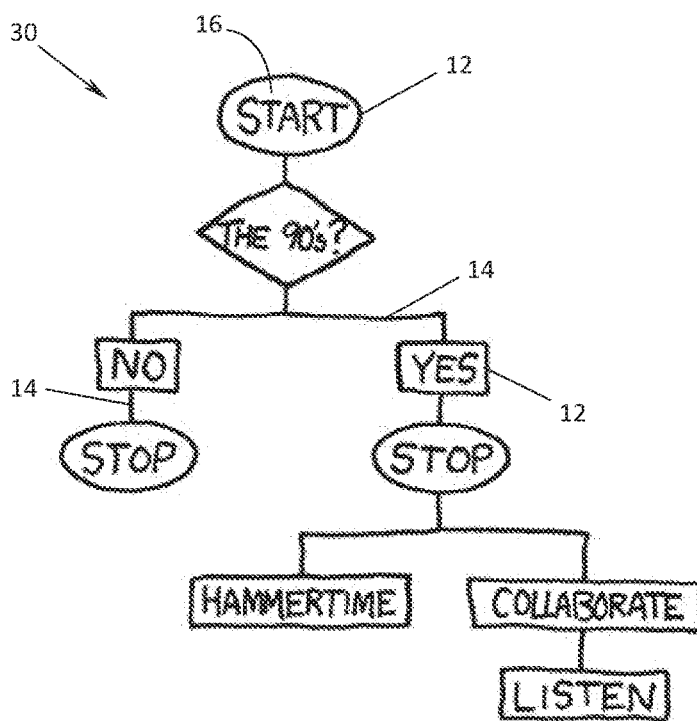 30
16
12
START
THE 90's?
14
NO
YES
14
12
STOP
STOP
HAMMERTIME
COLLABORATE
LISTEN